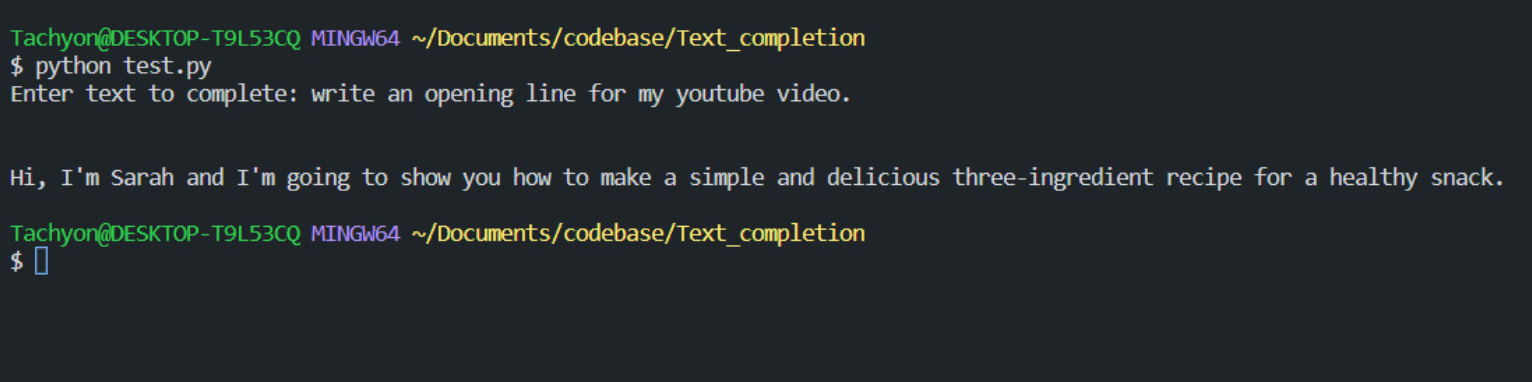 Tachyon@DESKTOP-T9L53CQ MINGW64 ~/Documents/codebase/Text_completion
$ python test.py
Enter text to complete: write an opening line for my youtube video.
Hi, I'm Sarah and I'm going to show you how to make a simple and delicious three-ingredient recipe for a healthy snack.
Tachyon@DESKTOP-T9L53CQ MINGW64 ~/Documents/codebase/Text_completion
$